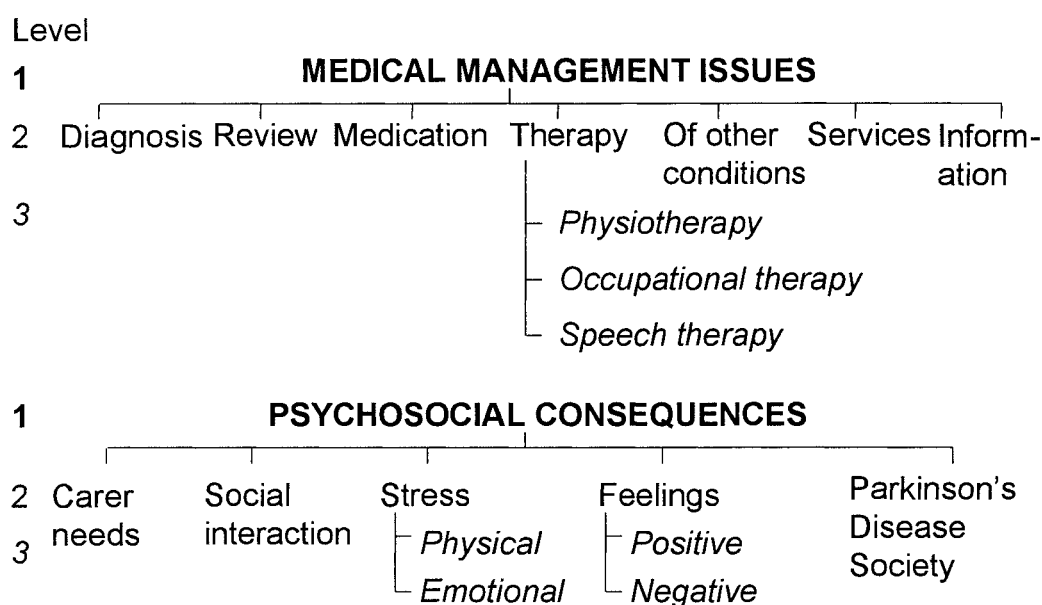 Level
1 MEDICAL MANAGEMENT ISSUES
2 Diagnosis Review Medication Therapy Of other Services Inform-
conditions ation
3
Physiotherapy
Occupational therapy
Speech therapy
1 PSYCHOSOCIAL CONSEQUENCES
2 Carer Social Stress Feelings Parkinson's
needs interaction Disease
3 Physical Positive Society
Emotional Negative